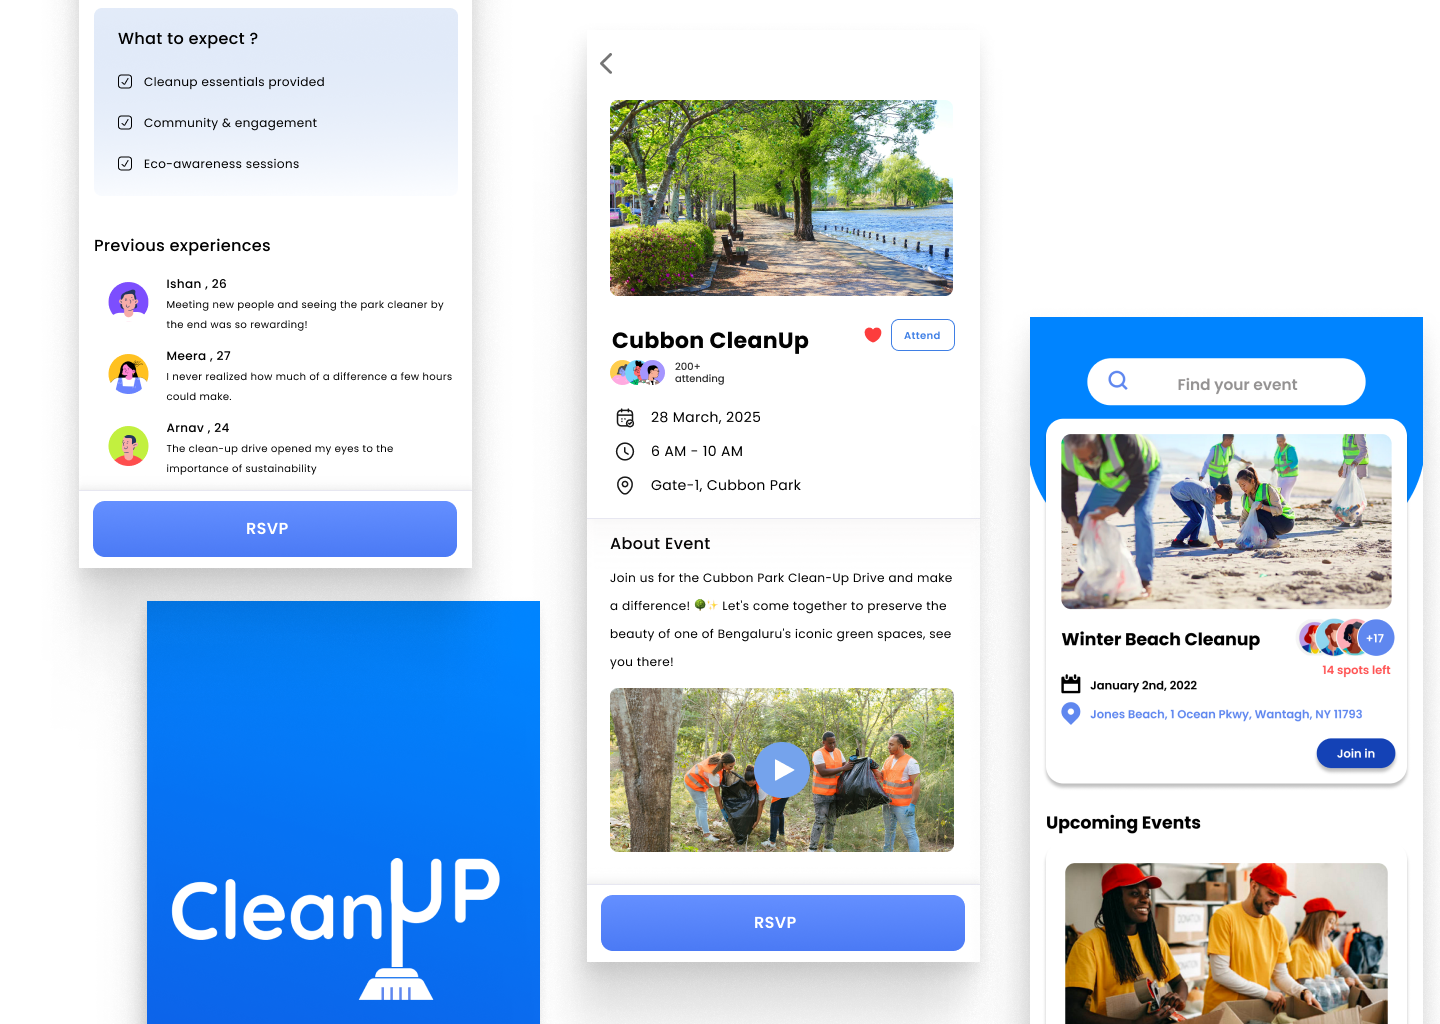 What to expect ?
Cleanup essentials provided
Community & engagement
Eco-awareness sessions
Previous experiences
Ishan , 26
Meeting new people and seeing the park cleaner by
the end was so rewarding!
Meera , 27
I never realized how much of a difference a few hours
could make.
Arnav , 24
The clean-up drive opened my eyes to the
importance of sustainability
RSVP
CleanUP
Cubbon CleanUp
Attend
200+
attending
28 March, 2025
6 AM - 10 AM
Gate-1, Cubbon Park
About Event
Join us for the Cubbon Park Clean-Up Drive and make
a difference! 🌳✨ Let's come together to preserve the
beauty of one of Bengaluru's iconic green spaces, see
you there!
RSVP
Find your event
Winter Beach Cleanup
+17
14 spots left
January 2nd, 2022
Jones Beach, 1 Ocean Pkwy, Wantagh, NY 11793
Join in
Upcoming Events
DONATION